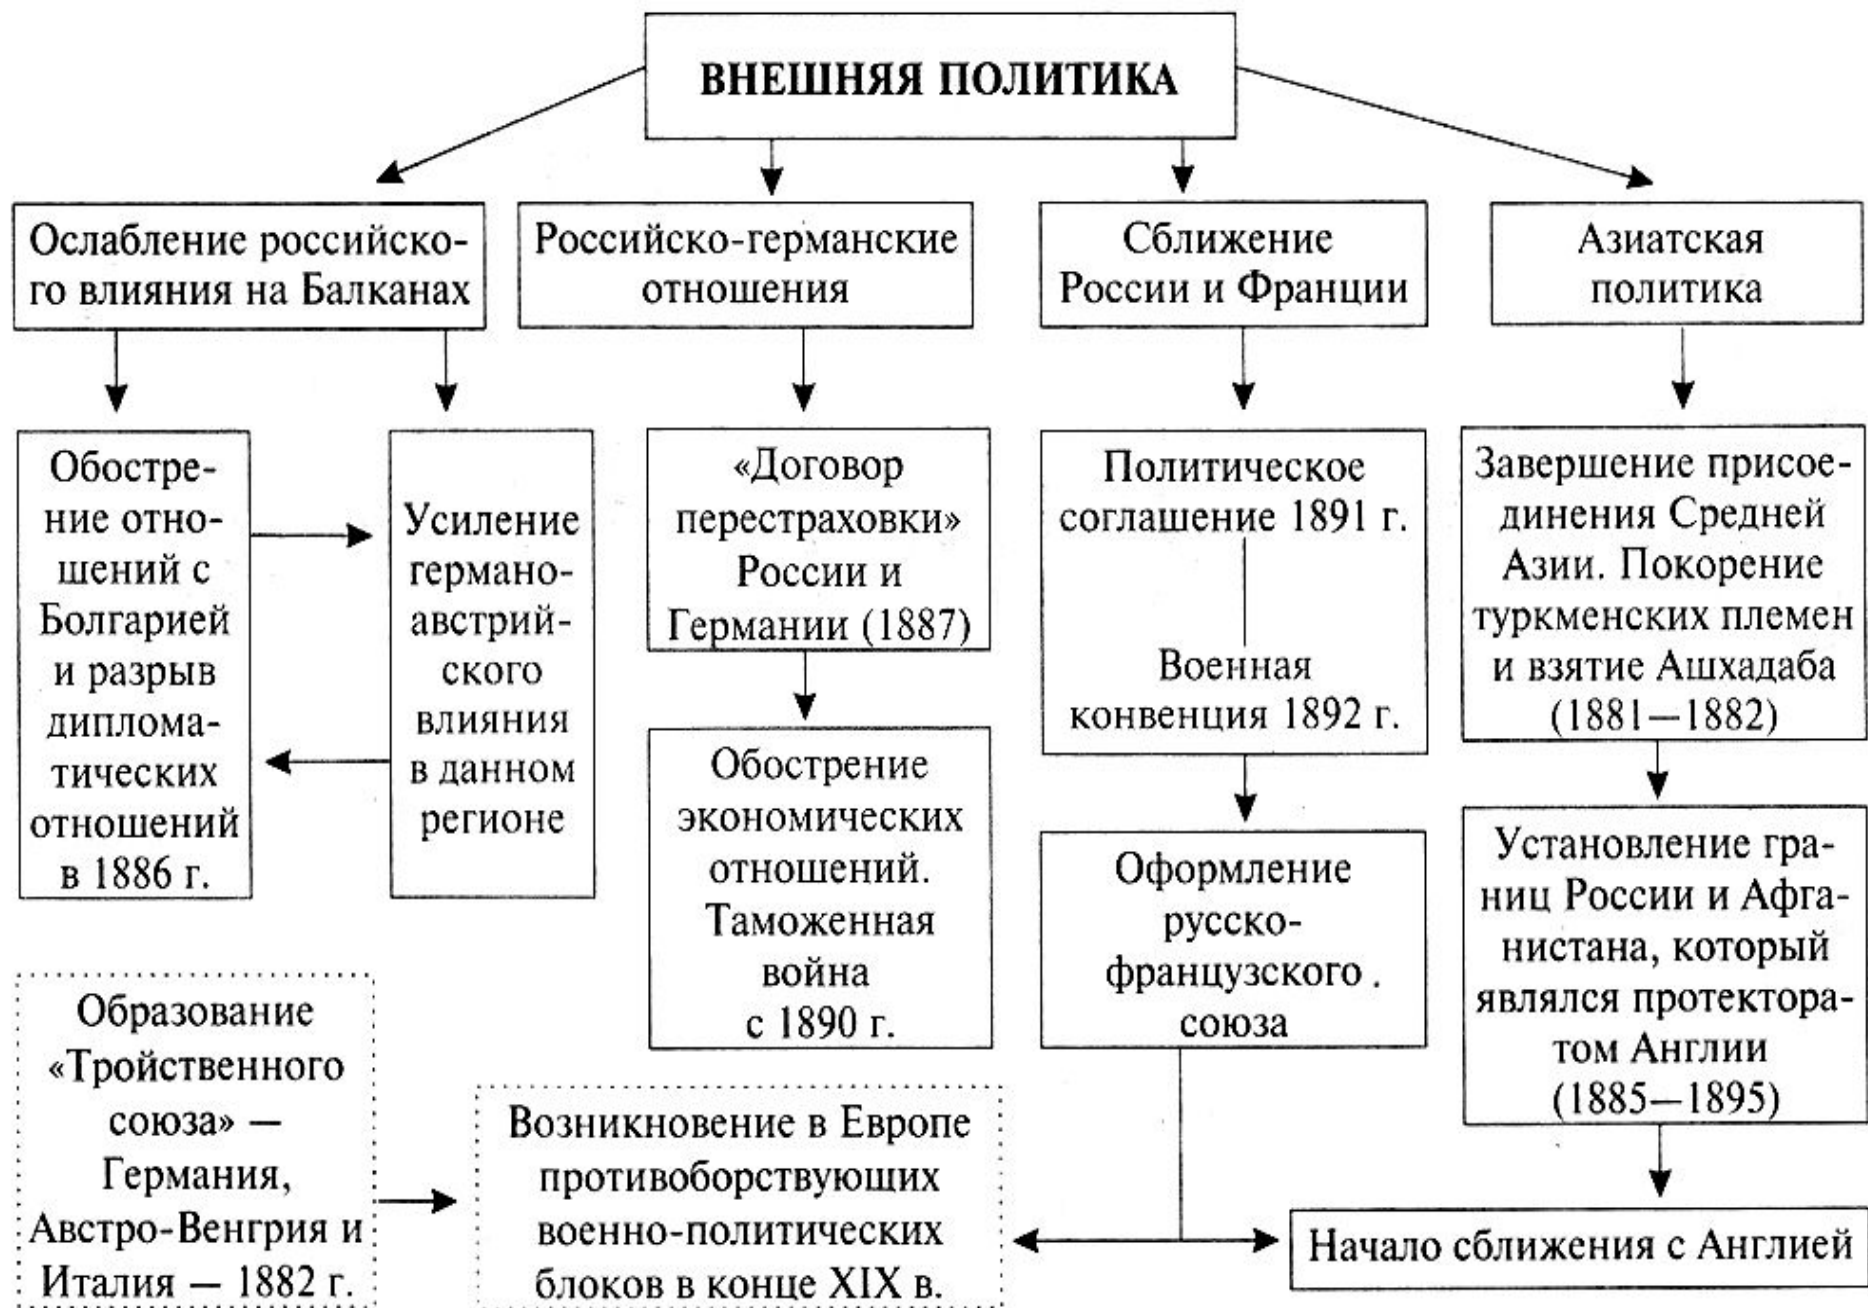 ВНЕШНЯЯ ПОЛИТИКА
Ослабление российско-
го влияния на Балканах
Российско-германские
отношения
Сближение
России и Франции
Азиатская
политика
Обостре-
ние отно-
шений с
Болгарией
и разрыв
диплома-
тических
отношений
в 1886 г.
Усиление
германо-
австрий-
ского
влияния
в данном
регионе
«Договор
перестраховки»
России и
Германии (1887)
Обострение
экономических
отношений.
Таможенная
война
с 1890 г.
Политическое
соглашение 1891 г.
Военная
конвенция 1892 г.
Оформление
русско-
французского
союза
Завершение присое-
динения Средней
Азии. Покорение
туркменских племен
и взятие Ашхадаба
(1881—1882)
Установление гра-
ниц России и Афга-
нистана, который
являлся протектора-
том Англии
(1885—1895)
Образование
«Тройственного
союза» —
Германия,
Австро-Венгрия и
Италия — 1882 г.
Возникновение в Европе
противоборствующих
военно-политических
блоков в конце XIX в.
Начало сближения с Англией